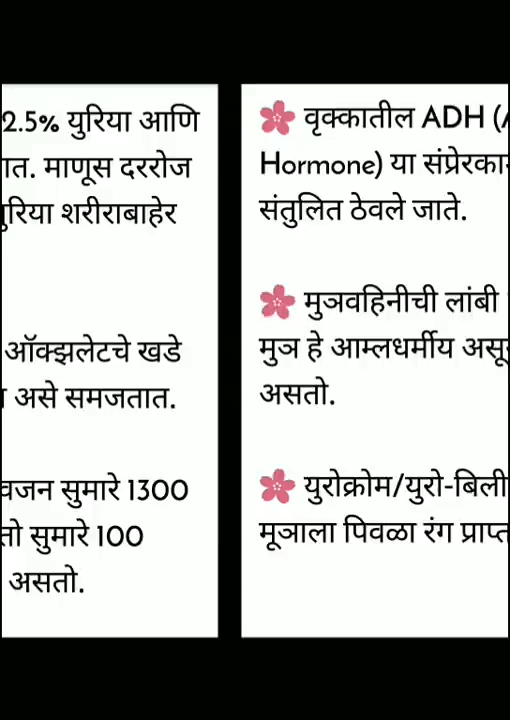 2.5% युरिया आणि
ात. माणूस दररोज
ुरिया शरीराबाहेर
ऑक्झलेटचे खडे
असे समजतात.
वजन सुमारे 1300
तो सुमारे 100
असतो.
वृक्कातील ADH (
Hormone) या संप्रेरका
संतुलित ठेवले जाते.
मुञवहिनीची लांबी
मुञ हे आम्लधर्मीय असू
असतो.
युरोक्रोम/युरो-बिली
मूञाला पिवळा रंग प्राप्त